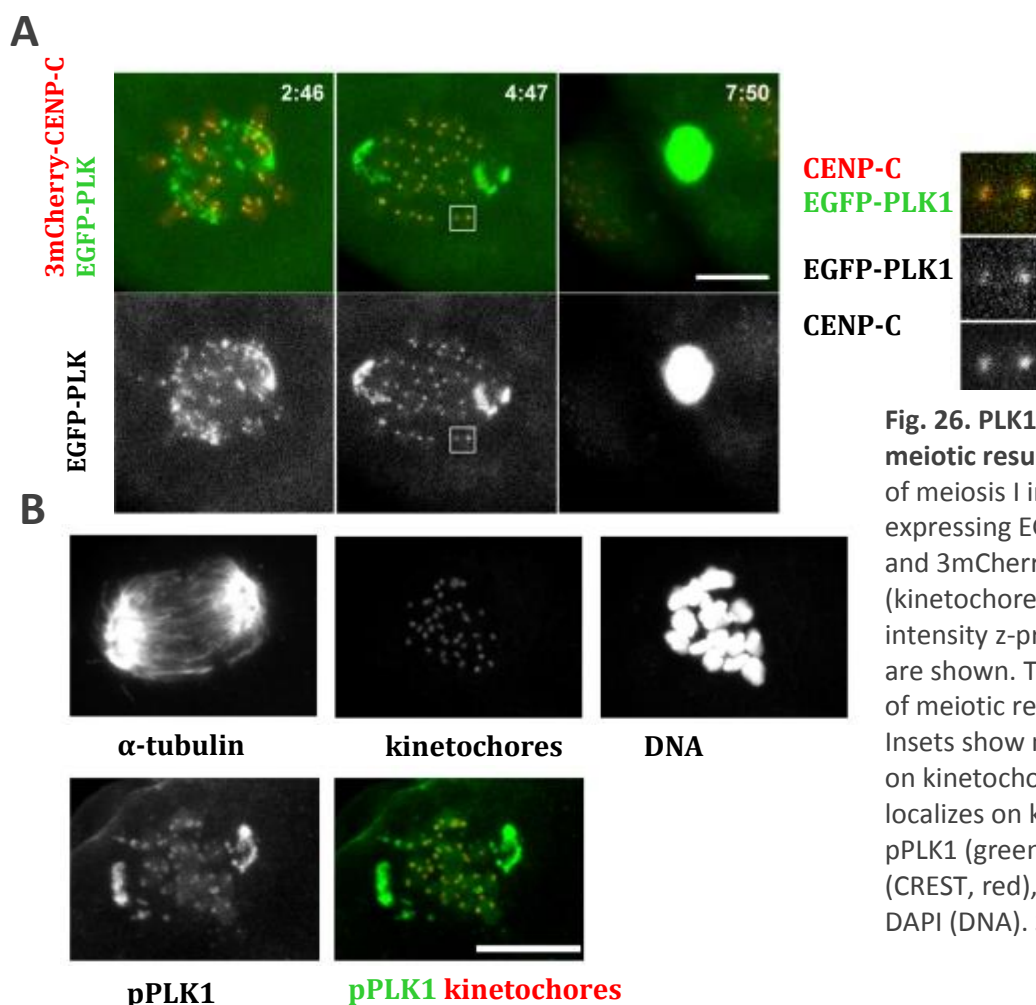 A
3mCherry-CENP-C
EGFP-PLK
2:46
4:47
7:50
EGFP-PLK
CENP-C
EGFP-PLK1
EGFP-PLK1
CENP-C
B
α-tubulin
kinetochores
DNA
pPLK1
pPLK1 kinetochores
Fig. 26. PLK1
meiotic resu
of meiosis I i
expressing E
and 3mCherr
(kinetochore
intensity z-pr
are shown. T
of meiotic re
Insets show
on kinetocho
localizes on k
pPLK1 (green
(CREST, red),
DAPI (DNA).